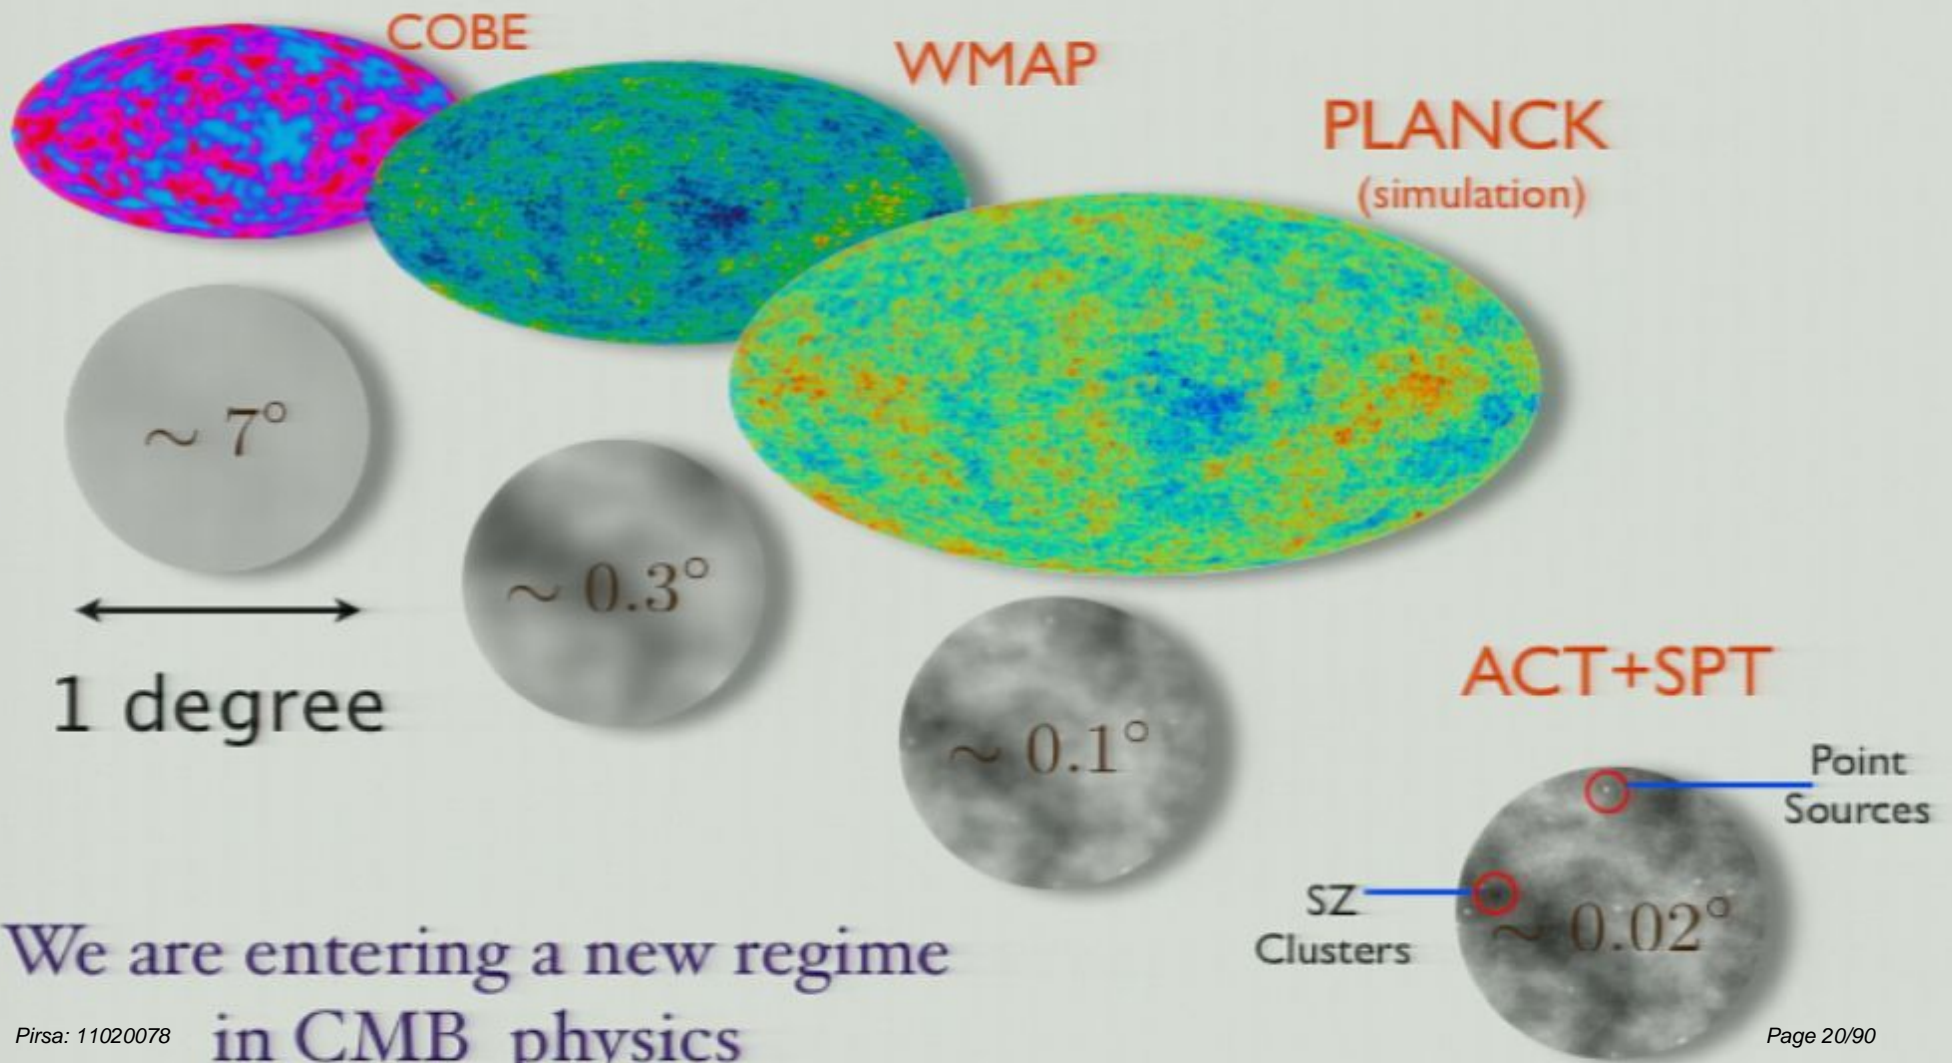 COBE
WMAP
PLANCK
(simulation)
~ 7°
~ 0.3°
1 degree
~ 0.1°
ACT+SPT
Point
Sources
SZ
Clusters
~ 0.02°
We are entering a new regime
in CMB physics
Pirsa: 11020078
Page 20/90